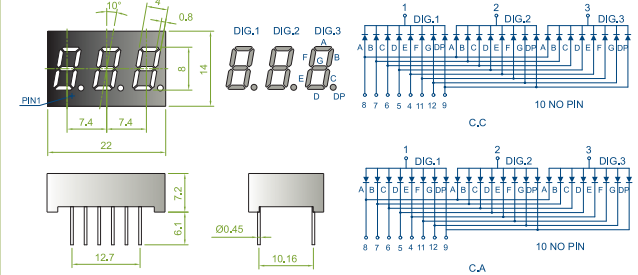 10°
4
0.8
8
14
PIN1
7.4
7.4
22
DIG.1
DIG.2
DIG.3
A
F
B
G
E
C
D
DP
1
2
3
DIG.1
DIG.2
DIG.3
A B C D E F G DP A B C D E F G DP A B C D E F G DP
8 7 6 5 4 11 12 9
10 NO PIN
C.C
7.2
6.1
12.7
Ø0.45
10.16
1
2
3
DIG.1
DIG.2
DIG.3
A B C D E F G DP A B C D E F G DP A B C D E F G DP
8 7 6 5 4 11 12 9
10 NO PIN
C.A